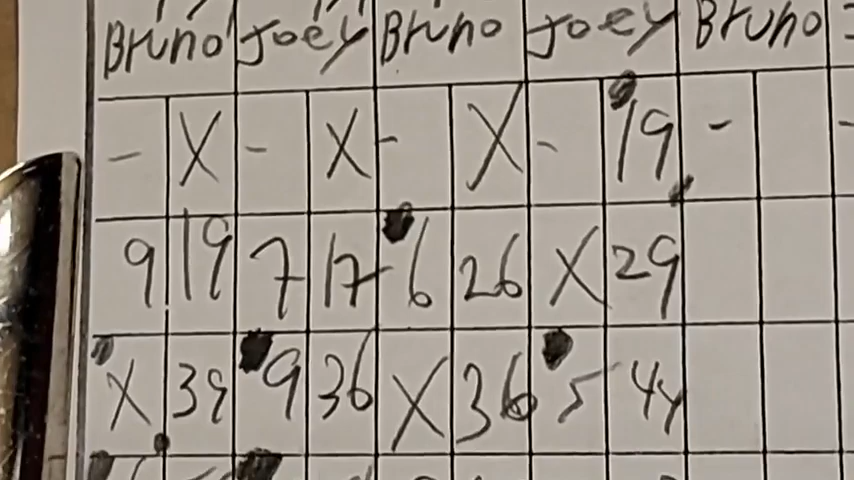 Bruno Joey Bruno Joey Bruno
- X - X - X - 19 - -
9 19 7 17 - 6 26 X 29
X 39 9 36 X 36 5 44